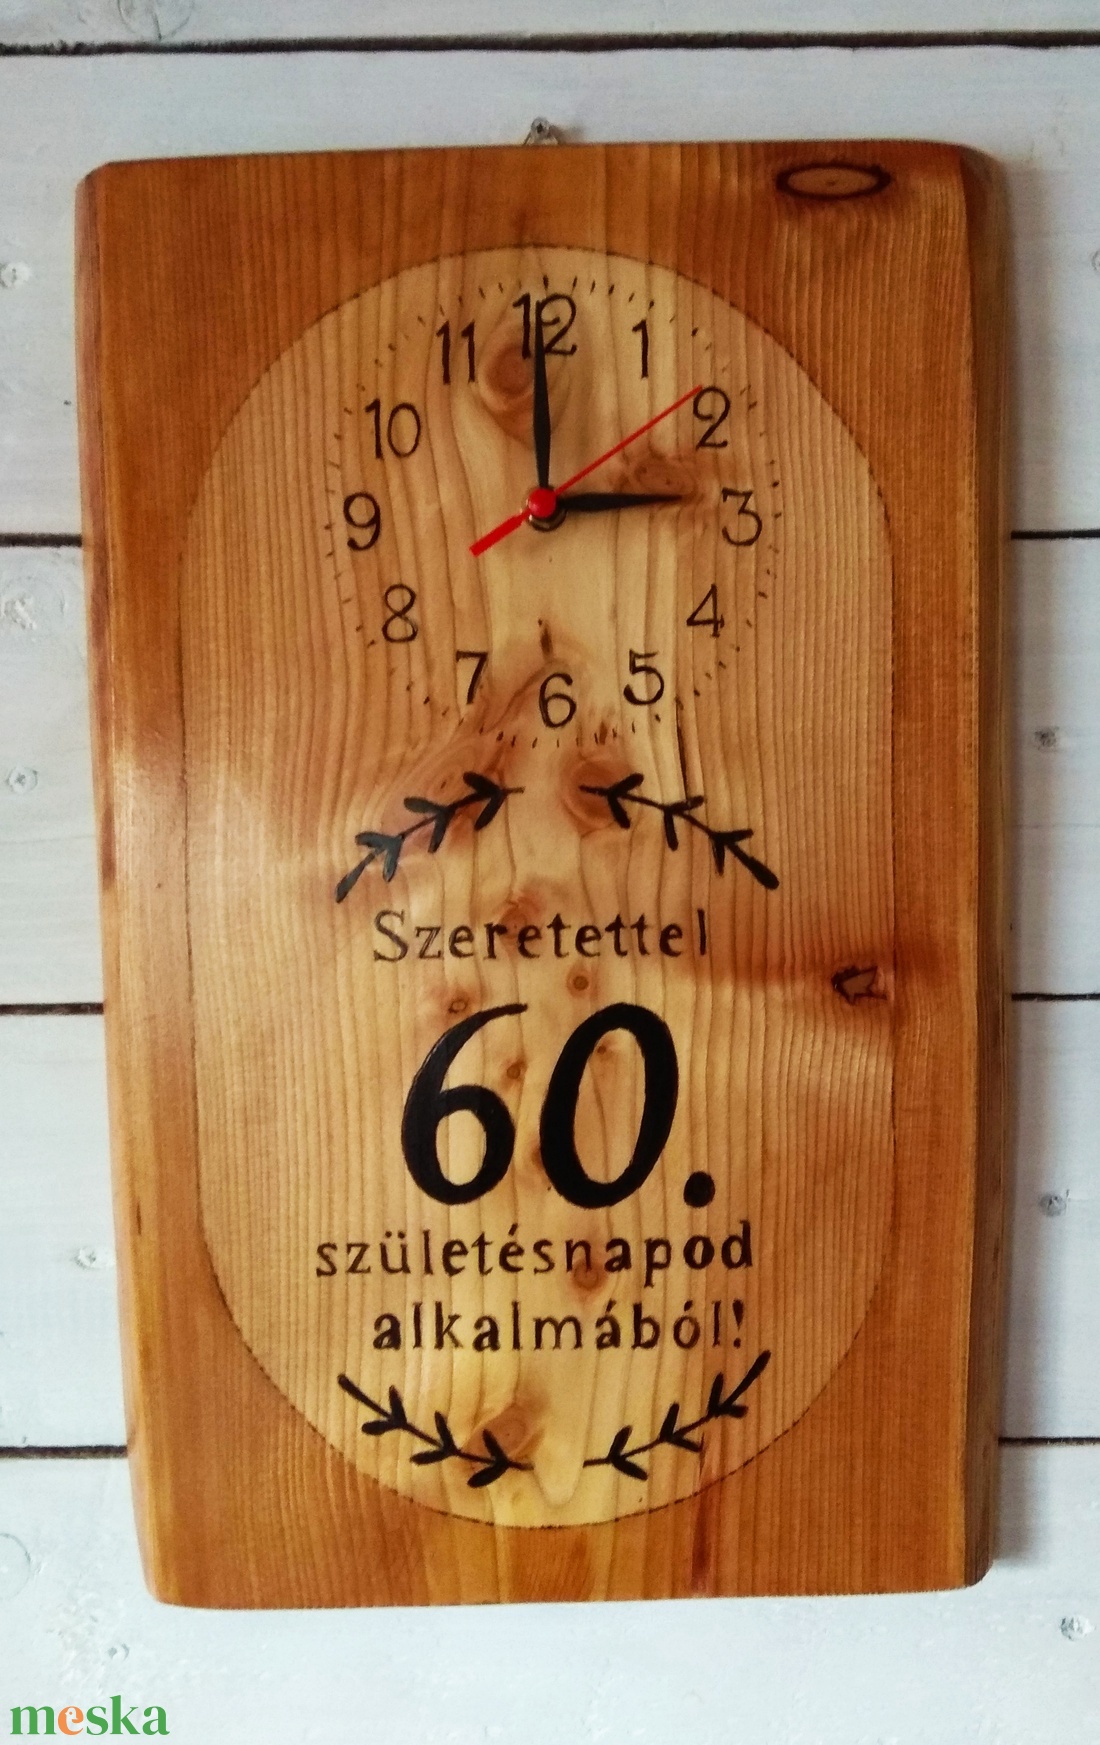 12
11 1
10 2
9 3
8 4
7 5
6
Szeretettel
60.
születésnapod
alkalmából!
meska